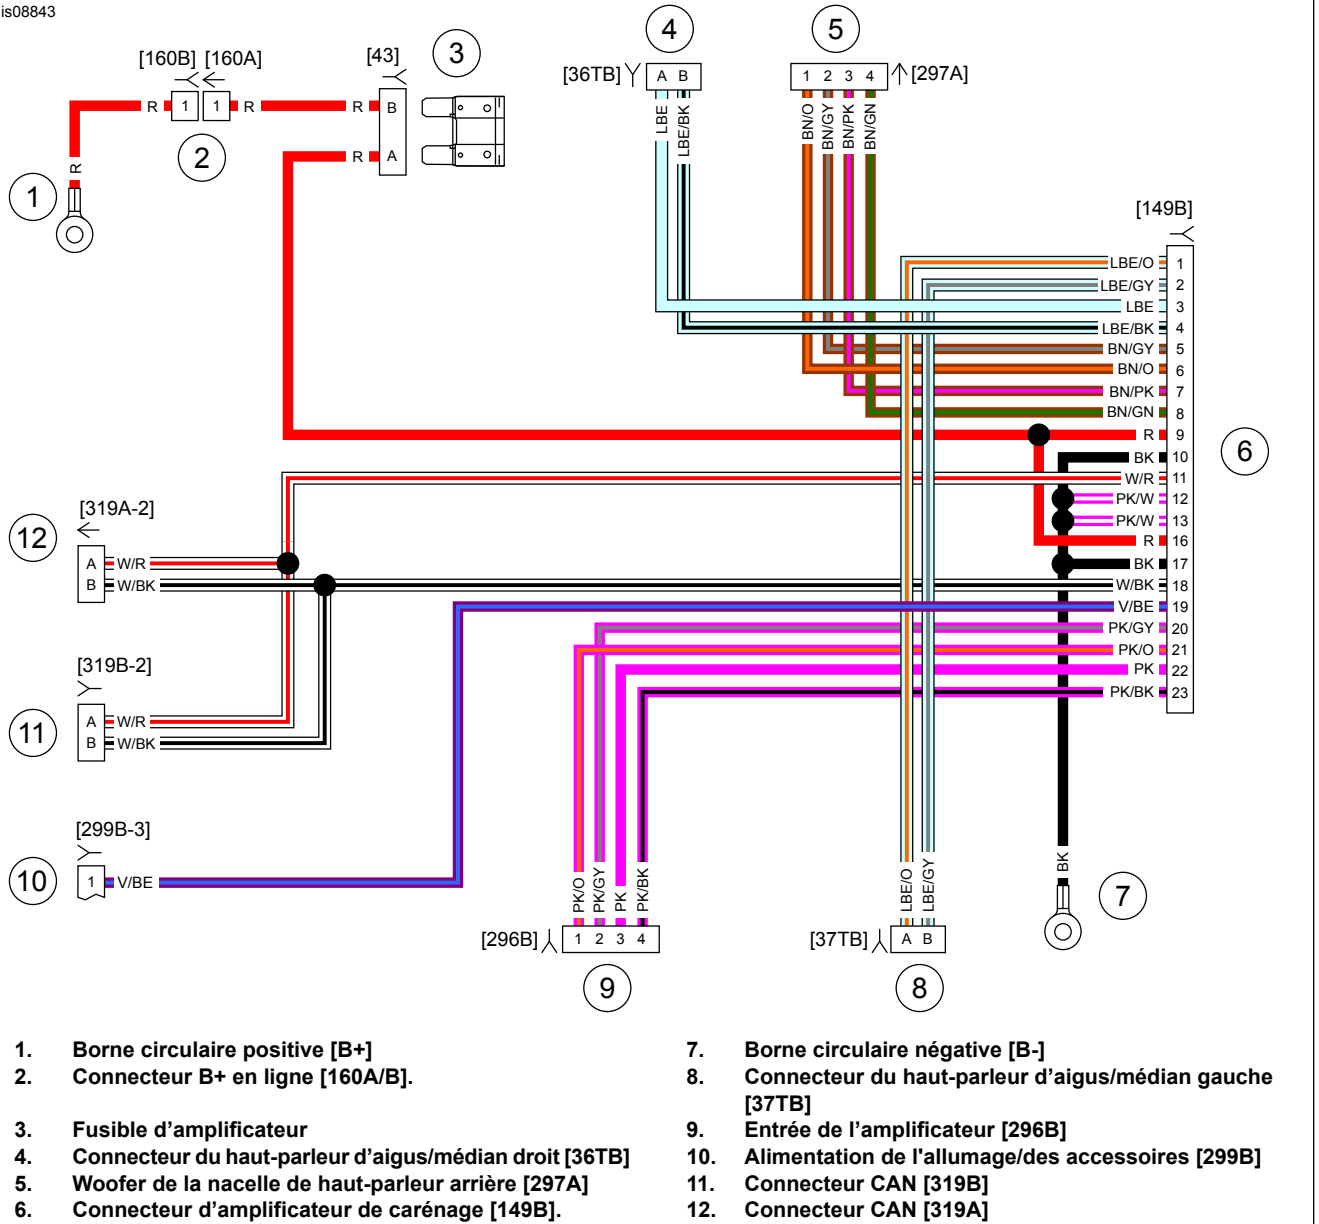 is08843
[160B] [160A]
[43]
3
4
5
[36TB]
A B
1 2 3 4
[297A]
R
1
1
R
R
B
R
A
2
1
R
LBE
LBE/BK
BN/O
BN/GY
BN/PK
BN/GN
[149B]
LBE/O 1
LBE/GY 2
LBE 3
LBE/BK 4
BN/GY 5
BN/O 6
BN/PK 7
BN/GN 8
R 9
BK 10
W/R 11
PK/W 12
PK/W 13
R 16
BK 17
W/BK 18
V/BE 19
PK/GY 20
PK/O 21
PK 22
PK/BK 23
6
[319A-2]
12
A W/R
B W/BK
[319B-2]
11
A W/R
B W/BK
[299B-3]
10
1 V/BE
PK/O
PK/GY
PK
PK/BK
LBE/O
LBE/GY
BK
7
[296B]
1 2 3 4
[37TB]
A B
9
8
1. Borne circulaire positive [B+]
2. Connecteur B+ en ligne [160A/B].
3. Fusible d’amplificateur
4. Connecteur du haut-parleur d’aigus/médian droit [36TB]
5. Woofer de la nacelle de haut-parleur arrière [297A]
6. Connecteur d’amplificateur de carénage [149B].
7. Borne circulaire négative [B-]
8. Connecteur du haut-parleur d’aigus/médian gauche
[37TB]
9. Entrée de l’amplificateur [296B]
10. Alimentation de l'allumage/des accessoires [299B]
11. Connecteur CAN [319B]
12. Connecteur CAN [319A]